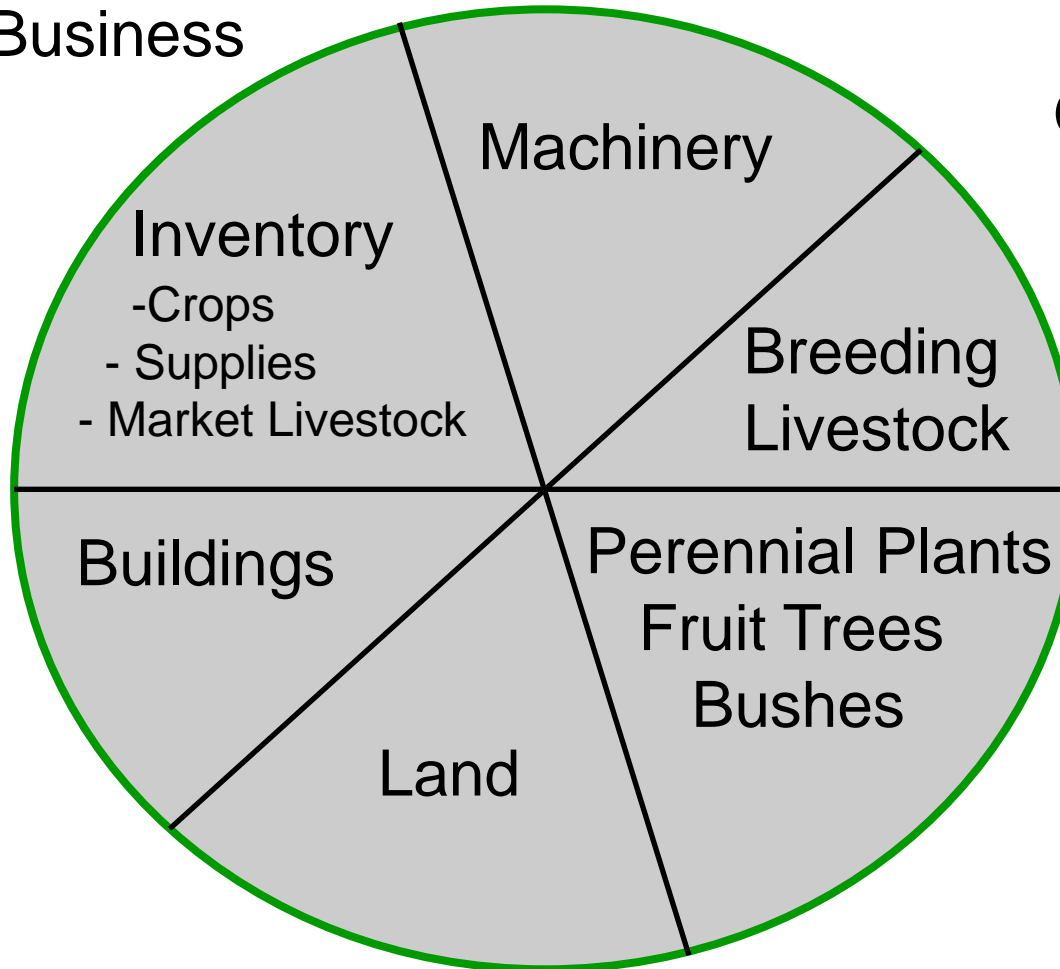 Business
Machinery
Inventory
-Crops
- Supplies
- Market Livestock
Breeding
Livestock
Buildings
Perennial Plants
Fruit Trees
Bushes
Land